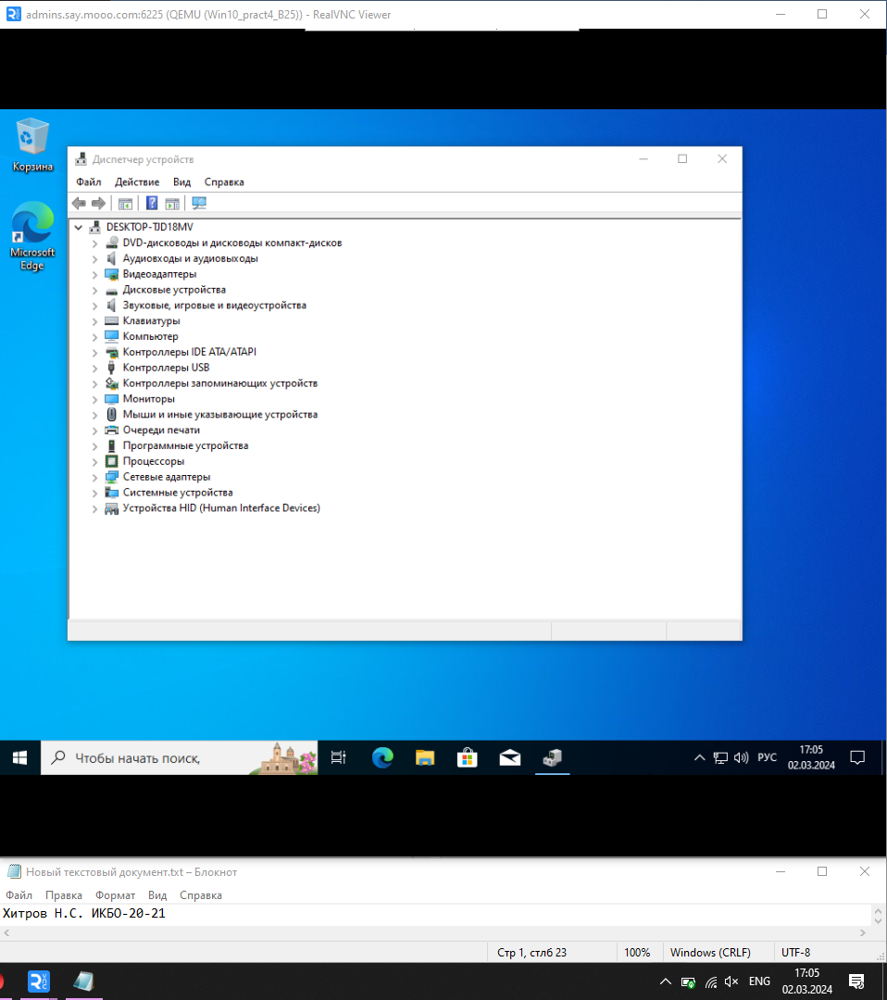 admins.say.mooo.com:6225 (QEMU (Win10_pract4_B25)) - RealVNC Viewer
Корзина
Microsoft Edge
Диспетчер устройств
Файл Действие Вид Справка
DESKTOP-TJD18MV
DVD-дисководы и дисководы компакт-дисков
Аудиовходы и аудиовыходы
Видеоадаптеры
Дисковые устройства
Звуковые, игровые и видеоустройства
Клавиатуры
Компьютер
Контроллеры IDE ATA/ATAPI
Контроллеры USB
Контроллеры запоминающих устройств
Мониторы
Мыши и иные указывающие устройства
Очереди печати
Программные устройства
Процессоры
Сетевые адаптеры
Системные устройства
Устройства HID (Human Interface Devices)
Чтобы начать поиск,
РУС
17:05
02.03.2024
Новый текстовый документ.txt – Блокнот
Файл Правка Формат Вид Справка
Хитров Н.С. ИКБО-20-21
Стр 1, стлб 23 100% Windows (CRLF) UTF-8
ENG
17:05
02.03.2024